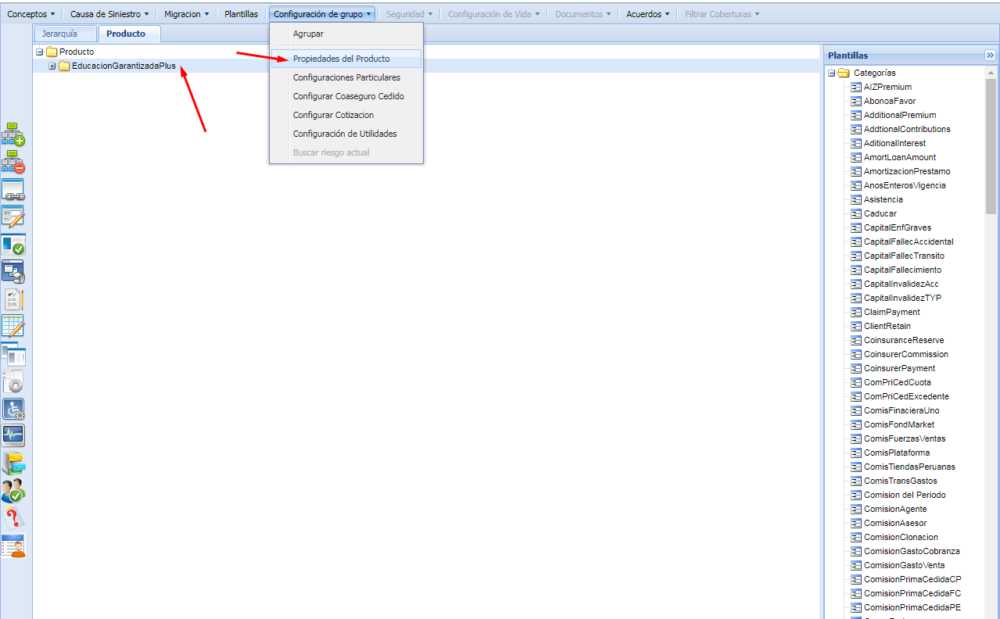 Conceptos Causa de Siniestro Migracion Plantillas Configuración de grupo Seguridad Configuración de Vida Documentos Acuerdos Filtrar Coberturas
Jerarquía Producto
Agrupar
Propiedades del Producto
Configuraciones Particulares
Configurar Coaseguro Cedido
Configurar Cotizacion
Configuración de Utilidades
Buscar riesgo actual
Producto
EducacionGarantizadaPlus
Plantillas
Categorías
AIZPremium
AbonoaFavor
AdditionalPremium
AddtionalContributions
AditionalInterest
AmortLoanAmount
AmortizacionPrestamo
AnosEnterosVigencia
Asistencia
Caducar
CapitalEnfGraves
CapitalFallecAccidental
CapitalFallecTransito
CapitalFallecimiento
CapitalInvalidezAcc
CapitalInvalidezTYP
ClaimPayment
ClientRetain
CoinsuranceReserve
CoinsurerCommission
CoinsurerPayment
ComPriCedCuota
ComPriCedExcedente
ComisFinacieraUno
ComisFondMarket
ComisFuerzasVentas
ComisPlataforma
ComisTiendasPeruanas
ComisTransGastos
Comision del Periodo
ComisionAgente
ComisionAsesor
ComisionClonacion
ComisionGastoCobranza
ComisionGastoVenta
ComisionPrimaCedidaCP
ComisionPrimaCedidaFC
ComisionPrimaCedidaPE